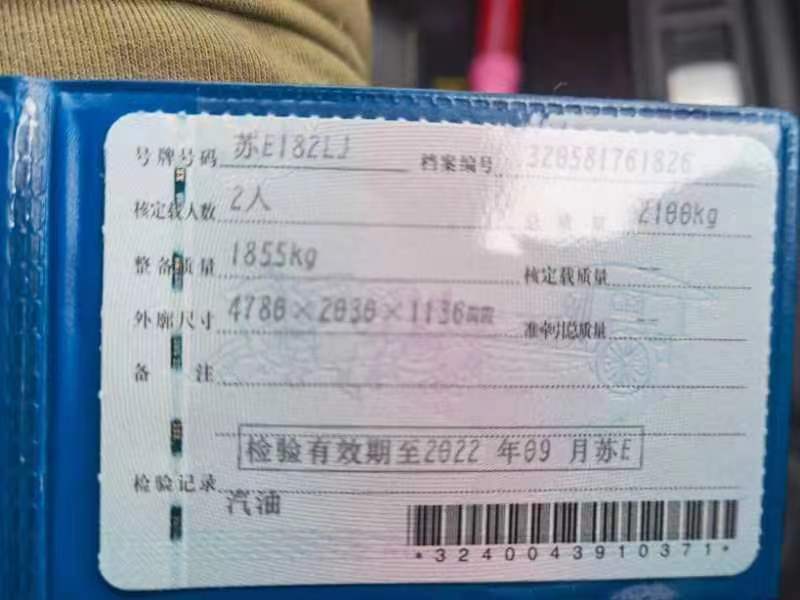 号牌号码 苏E182LJ 档案编号 320581761826
核定载人数 2人 总质量 2100kg
整备质量 1855kg 核定载质量 --
外廓尺寸 4780×2030×1136mm 准牵引总质量 --
备注
检验有效期至2022年09月苏E
检验记录
汽油
*3240043910371*